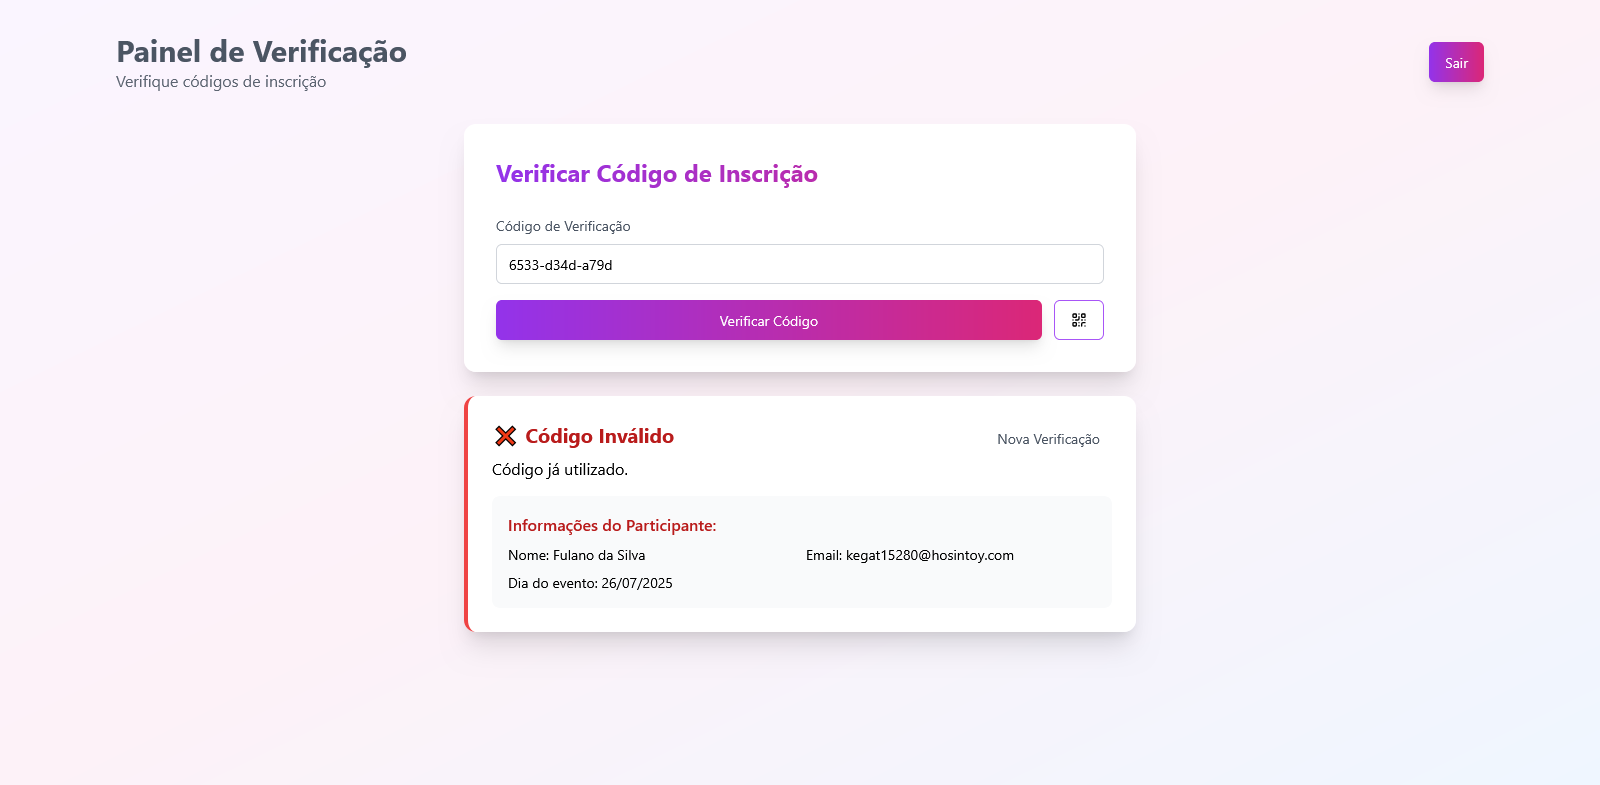 Painel de Verificação
Verifique códigos de inscrição
Sair
Verificar Código de Inscrição
Código de Verificação
6533-d34d-a79d
Verificar Código
Código Inválido
Nova Verificação
Código já utilizado.
Informações do Participante:
Nome: Fulano da Silva
Email: kegat15280@hosintoy.com
Dia do evento: 26/07/2025